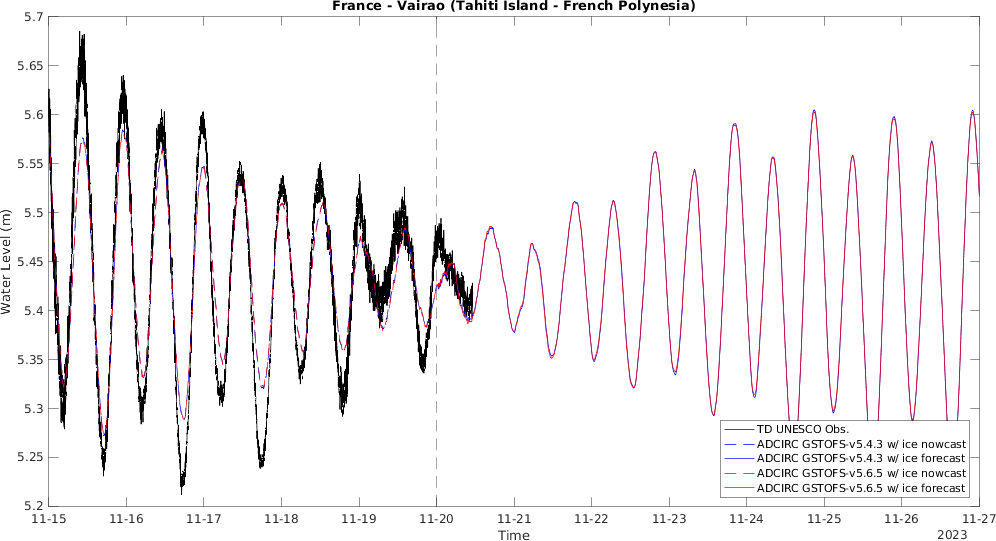 France - Vairao (Tahiti Island - French Polynesia)
5.7
5.65
5.6
5.55
5.5
5.45
5.4
5.35
5.3
5.25
5.2
Water Level (m)
TD UNESCO Obs.
ADCIRC GSTOFS-v5.4.3 w/ ice nowcast
ADCIRC GSTOFS-v5.4.3 w/ ice forecast
ADCIRC GSTOFS-v5.6.5 w/ ice nowcast
ADCIRC GSTOFS-v5.6.5 w/ ice forecast
11-15 11-16 11-17 11-18 11-19 11-20 11-21 11-22 11-23 11-24 11-25 11-26 11-27
Time
2023